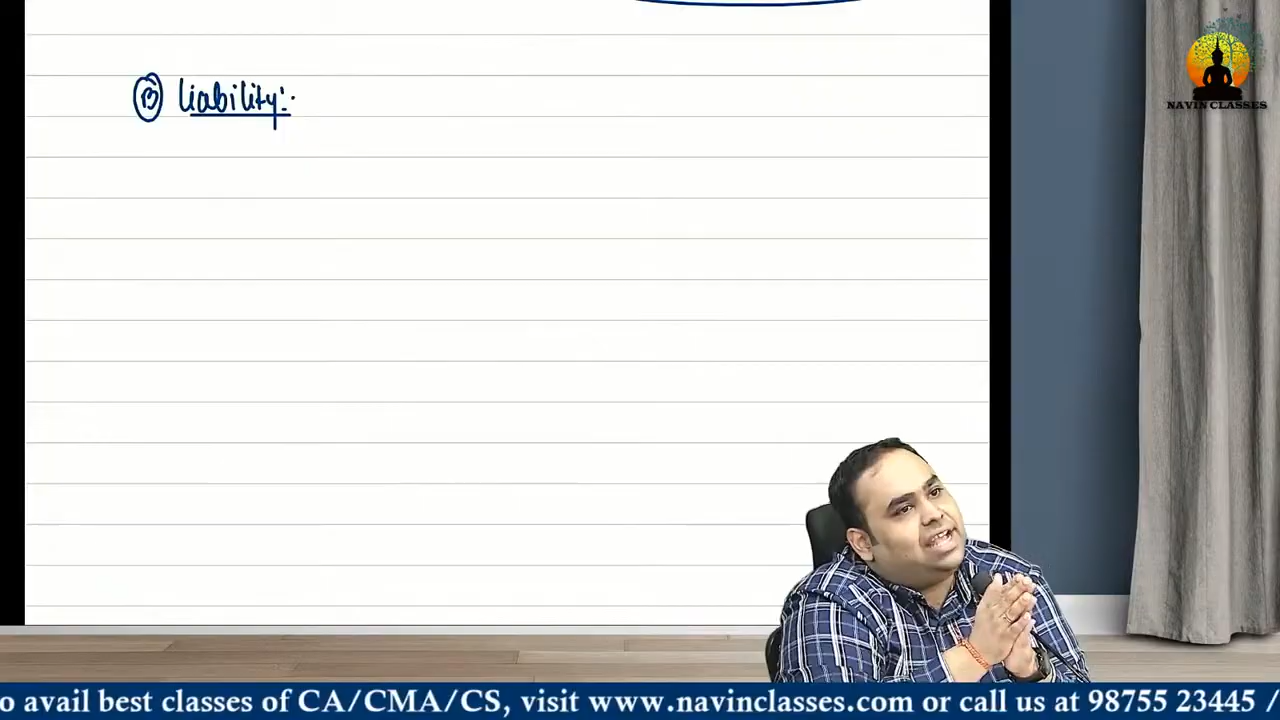 Ⓑ Liability:-
NAVIN CLASSES
o avail best classes of CA/CMA/CS, visit www.navinclasses.com or call us at 98755 23445 /